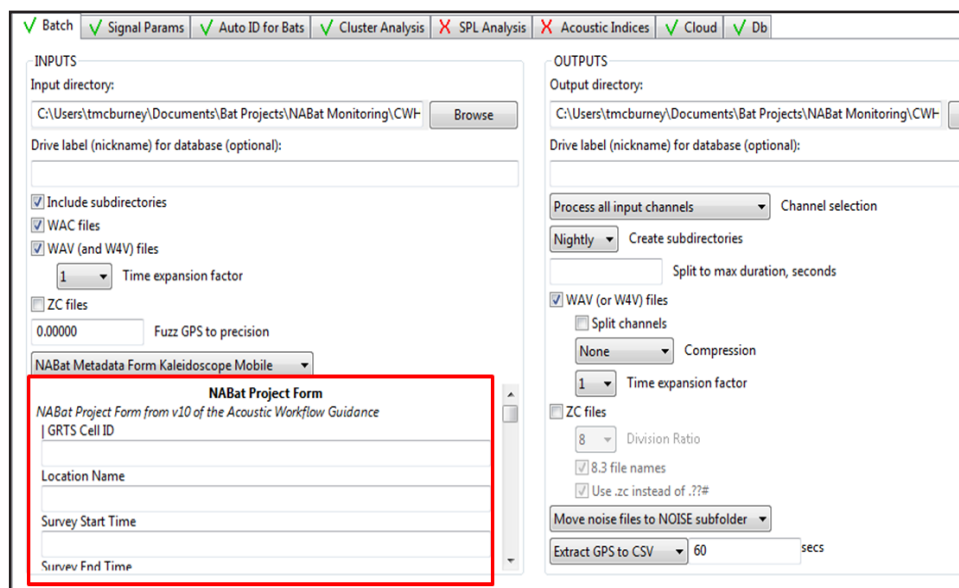 Batch Signal Params Auto ID for Bats Cluster Analysis SPL Analysis Acoustic Indices Cloud Db
INPUTS
Input directory:
C:\Users\tmcburney\Documents\Bat Projects\NABat Monitoring\CWH
Browse
Drive label (nickname) for database (optional):
Include subdirectories
WAC files
WAV (and W4V) files
1 Time expansion factor
ZC files
0.00000 Fuzz GPS to precision
NABat Metadata Form Kaleidoscope Mobile
NABat Project Form
NABat Project Form from v10 of the Acoustic Workflow Guidance
| GRTS Cell ID
Location Name
Survey Start Time
Survey End Time
OUTPUTS
Output directory:
C:\Users\tmcburney\Documents\Bat Projects\NABat Monitoring\CWH
Drive label (nickname) for database (optional):
Process all input channels Channel selection
Nightly Create subdirectories
Split to max duration, seconds
WAV (or W4V) files
Split channels
None Compression
1 Time expansion factor
ZC files
8 Division Ratio
8.3 file names
Use .zc instead of .??#
Move noise files to NOISE subfolder
Extract GPS to CSV 60 secs